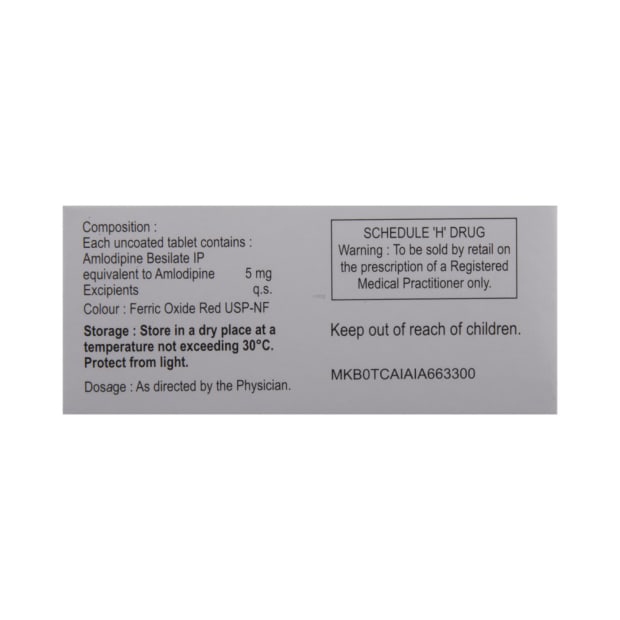 Composition :
Each uncoated tablet contains :
Amlodipine Besilate IP
equivalent to Amlodipine 5 mg
Excipients q.s.
Colour : Ferric Oxide Red USP-NF
Storage : Store in a dry place at a
temperature not exceeding 30°C.
Protect from light.
Dosage : As directed by the Physician.
SCHEDULE 'H' DRUG
Warning : To be sold by retail on
the prescription of a Registered
Medical Practitioner only.
Keep out of reach of children.
MKB0TCAIAIA663300